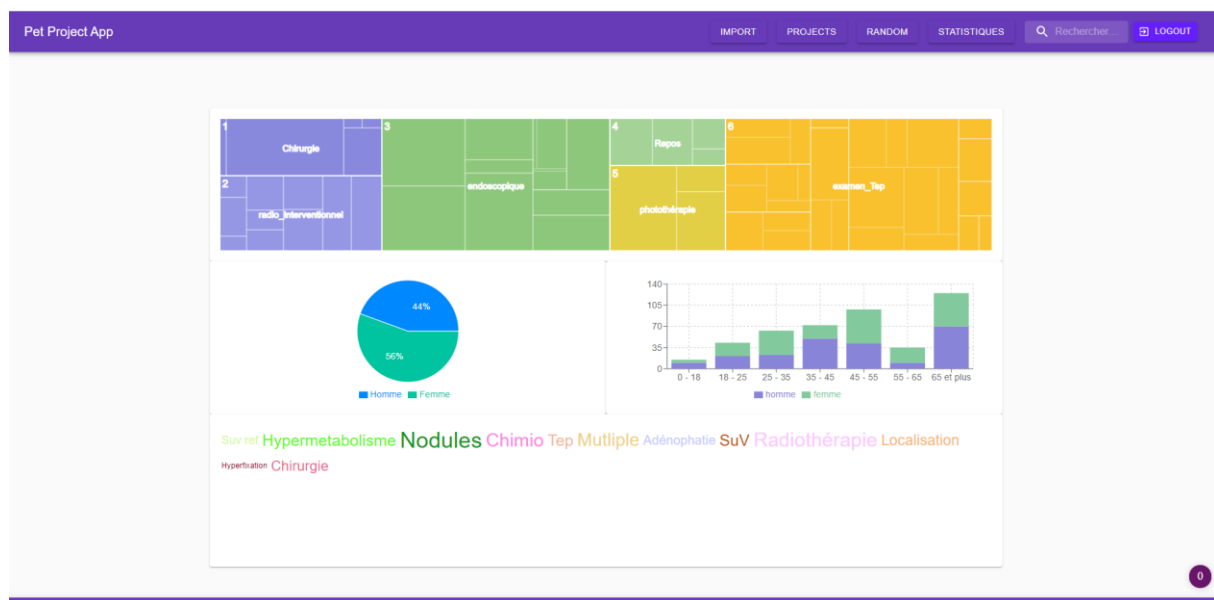 Pet Project App IMPORT PROJECTS RANDOM STATISTIQUES Rechercher... LOGOUT
1 Chirurgie
2 radio_Interventionnel
3 endoscopique
4 Repos
5 photothérapie
6 examen_Tep
44%
56%
Homme Femme
140
105
70
35
0
0 - 18 18 - 25 25 - 35 35 - 45 45 - 55 55 - 65 65 et plus
homme femme
Suv ref Hypermetabolisme Nodules Chimio Tep Mutliple Adénophatie SuV Radiothérapie Localisation
Hyperfixation Chirurgie
0